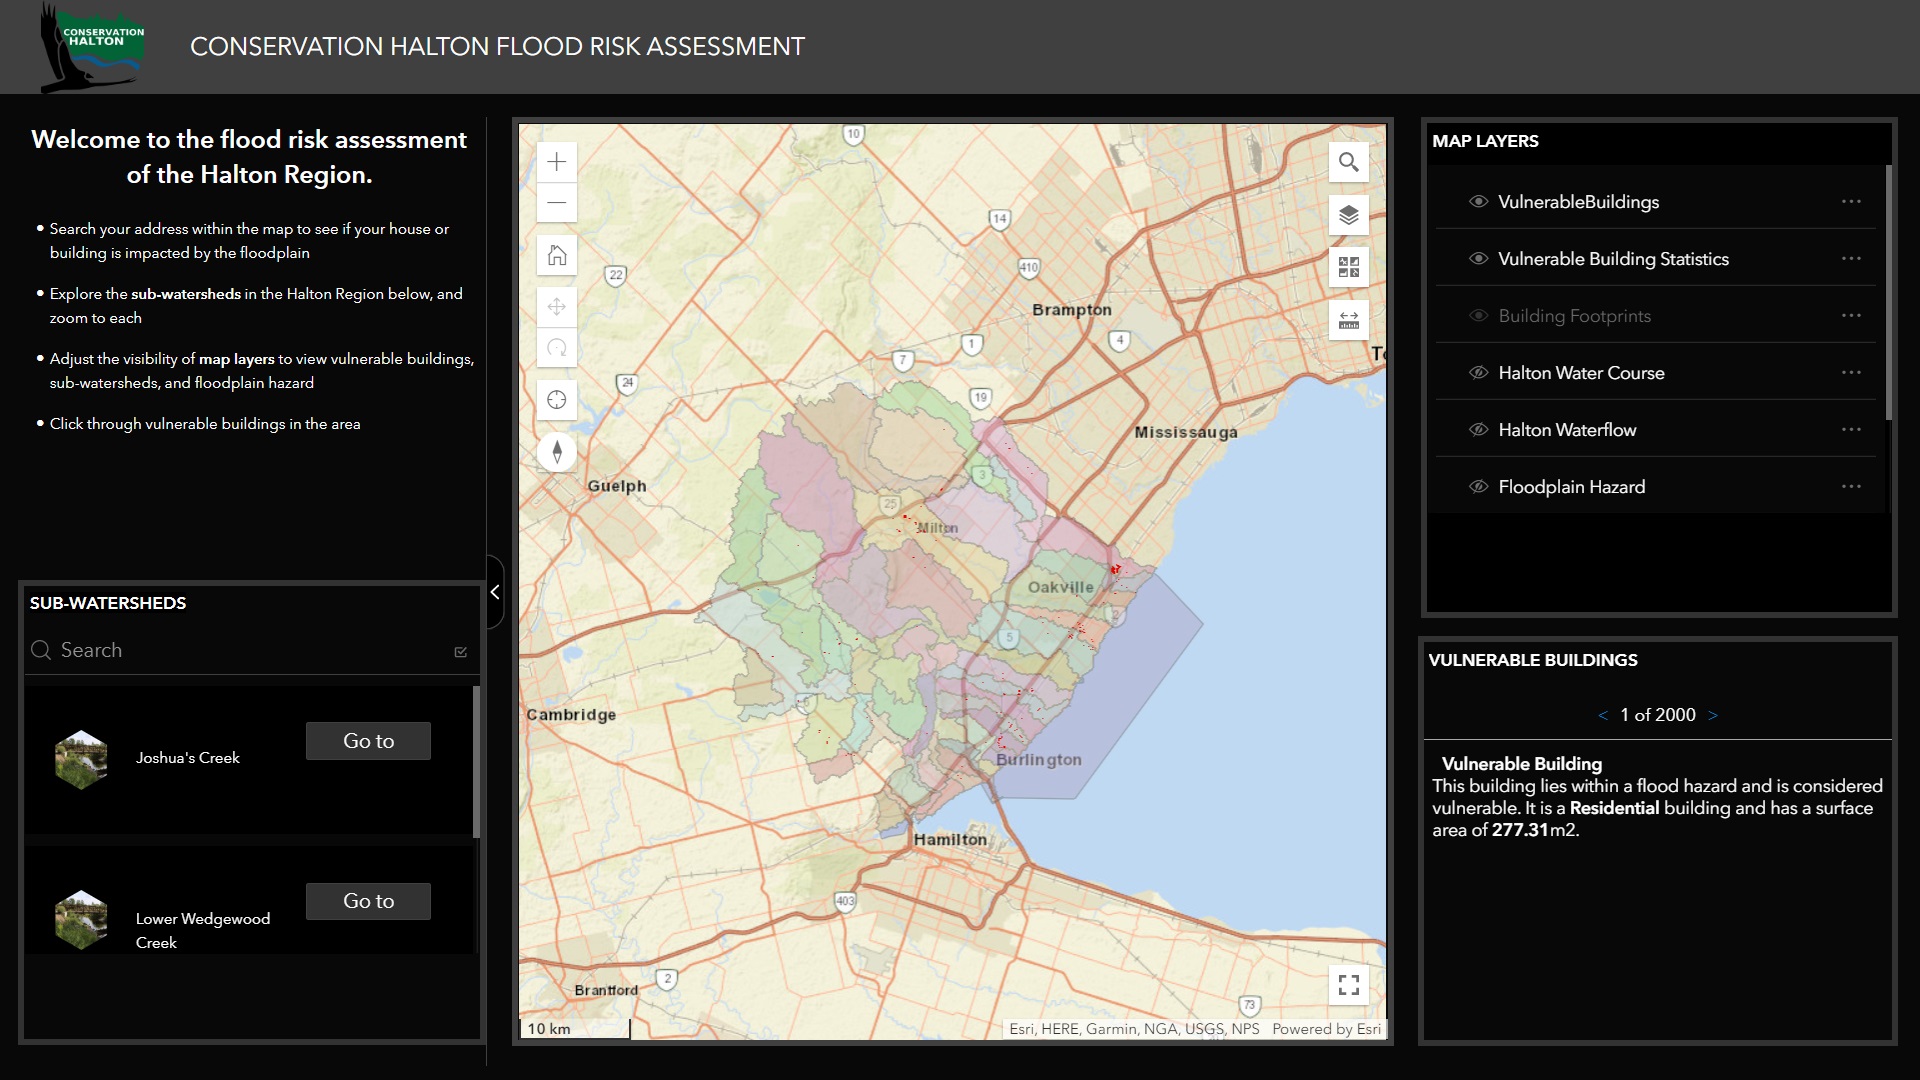 CONSERVATION
HALTON
CONSERVATION HALTON FLOOD RISK ASSESSMENT
Welcome to the flood risk assessment
of the Halton Region.
• Search your address within the map to see if your house or
building is impacted by the floodplain
• Explore the sub-watersheds in the Halton Region below, and
zoom to each
• Adjust the visibility of map layers to view vulnerable buildings,
sub-watersheds, and floodplain hazard
• Click through vulnerable buildings in the area
SUB-WATERSHEDS
Search
Joshua's Creek
Go to
Lower Wedgewood
Creek
Go to
10
14
22
410
Brampton
1
4
7
24
19
To
Mississauga
Guelph
3
25
Milton
Oakville
2
5
6
Cambridge
Burlington
Hamilton
403
2
Brantford
73
10 km
Esri, HERE, Garmin, NGA, USGS, NPS Powered by Esri
MAP LAYERS
VulnerableBuildings
Vulnerable Building Statistics
Building Footprints
Halton Water Course
Halton Waterflow
Floodplain Hazard
VULNERABLE BUILDINGS
< 1 of 2000 >
Vulnerable Building
This building lies within a flood hazard and is considered
vulnerable. It is a Residential building and has a surface
area of 277.31m2.